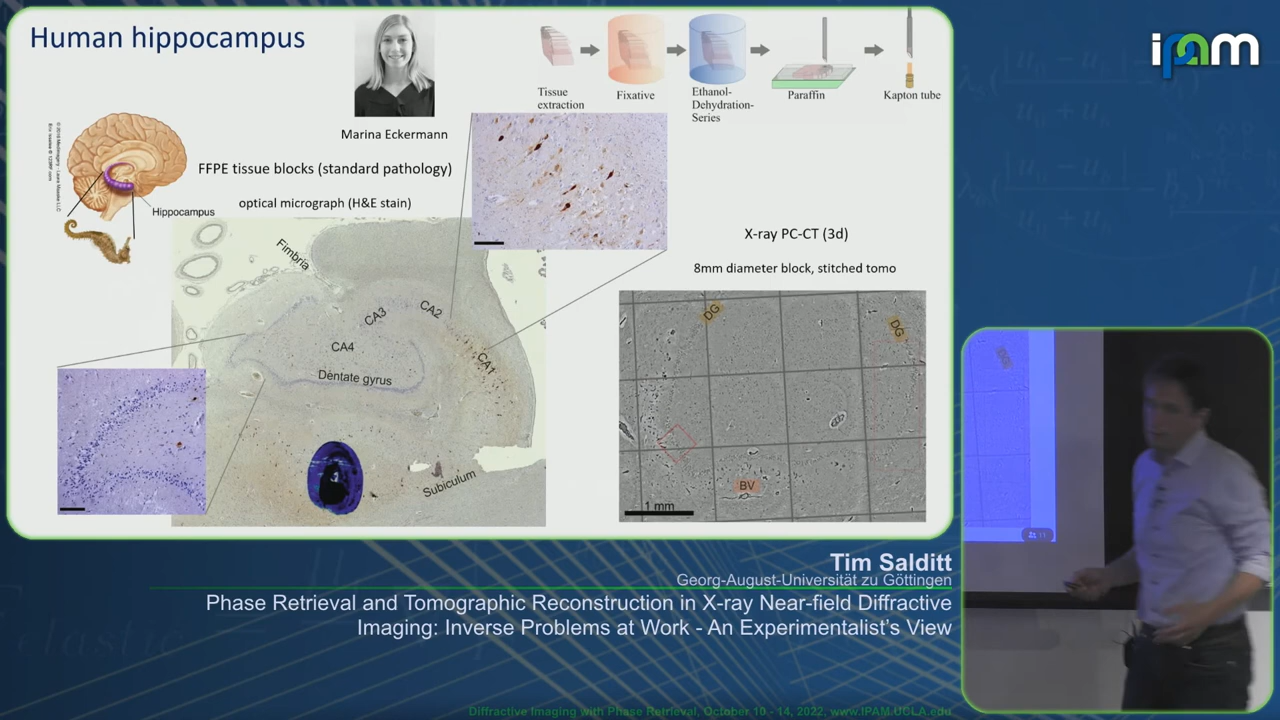 Human hippocampus
ipam
Tissue
extraction
Fixative
Ethanol-
Dehydration-
Series
Paraffin
Kapton tube
Marina Eckermann
FFPE tissue blocks (standard pathology)
optical micrograph (H&E stain)
Hippocampus
X-ray PC-CT (3d)
8mm diameter block, stitched tomo
Fimbria
CA2
CA3
CA4
CA1
Dentate gyrus
Subiculum
DG
DG
BV
1 mm
Tim Salditt
Georg-August-Universität zu Göttingen
Phase Retrieval and Tomographic Reconstruction in X-ray Near-field Diffractive
Imaging: Inverse Problems at Work - An Experimentalist's View
Diffractive Imaging with Phase Retrieval, October 10 - 14, 2022, www.IPAM.UCLA.edu